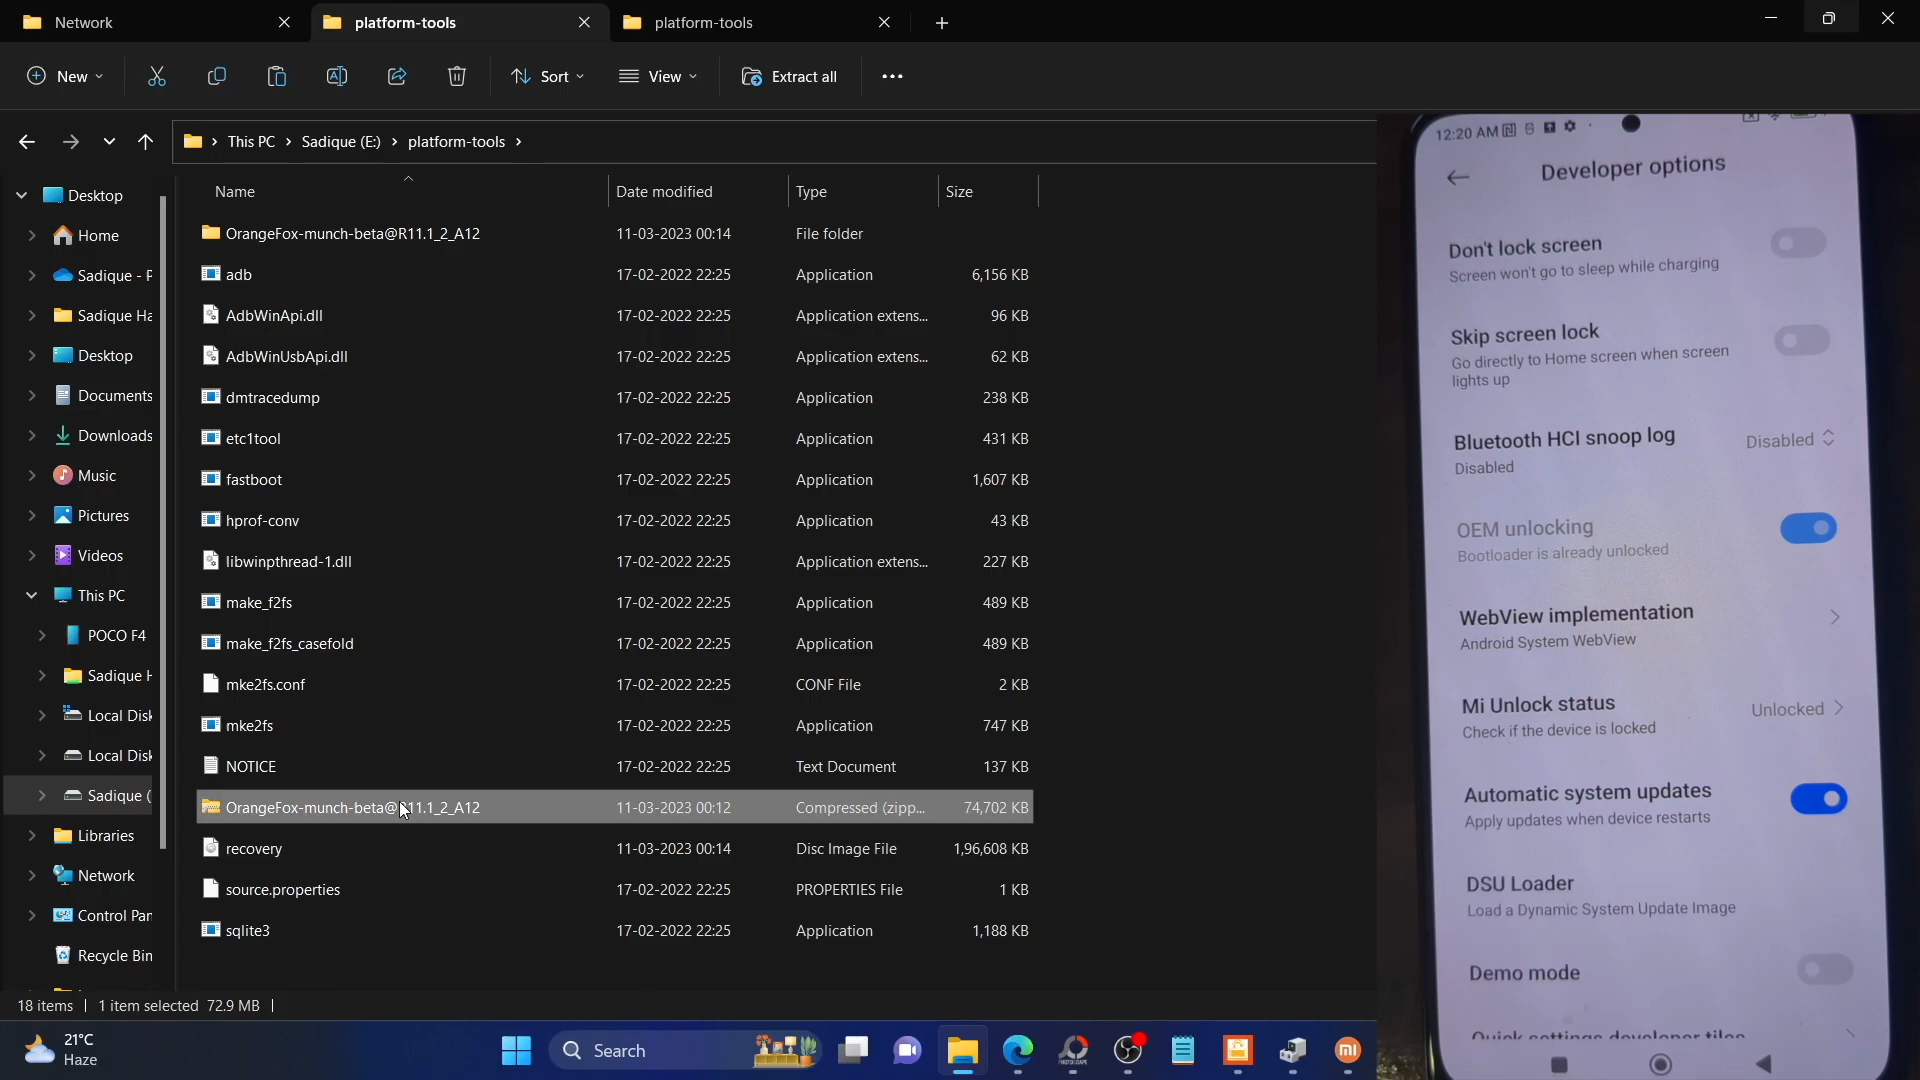 Network
platform-tools
platform-tools
New
Sort
View
Extract all
This PC
Sadique (E:)
platform-tools
Name
Date modified
Type
Size
Desktop
Home
Sadique - P
Sadique Ha
Desktop
Documents
Downloads
Music
Pictures
Videos
This PC
POCO F4
Sadique H
Local Disk
Local Disk
Sadique (
Libraries
Network
Control Pan
Recycle Bin
OrangeFox-munch-beta@R11.1_2_A12 11-03-2023 00:14 File folder
adb 17-02-2022 22:25 Application 6,156 KB
AdbWinApi.dll 17-02-2022 22:25 Application extens... 96 KB
AdbWinUsbApi.dll 17-02-2022 22:25 Application extens... 62 KB
dmtracedump 17-02-2022 22:25 Application 238 KB
etc1tool 17-02-2022 22:25 Application 431 KB
fastboot 17-02-2022 22:25 Application 1,607 KB
hprof-conv 17-02-2022 22:25 Application 43 KB
libwinpthread-1.dll 17-02-2022 22:25 Application extens... 227 KB
make_f2fs 17-02-2022 22:25 Application 489 KB
make_f2fs_casefold 17-02-2022 22:25 Application 489 KB
mke2fs.conf 17-02-2022 22:25 CONF File 2 KB
mke2fs 17-02-2022 22:25 Application 747 KB
NOTICE 17-02-2022 22:25 Text Document 137 KB
OrangeFox-munch-beta@R11.1_2_A12 11-03-2023 00:12 Compressed (zipp... 74,702 KB
recovery 11-03-2023 00:14 Disc Image File 1,96,608 KB
source.properties 17-02-2022 22:25 PROPERTIES File 1 KB
sqlite3 17-02-2022 22:25 Application 1,188 KB
18 items 1 item selected 72.9 MB
21°C
Haze
Search
mi
12:20 AM
Developer options
Don't lock screen
Screen won't go to sleep while charging
Skip screen lock
Go directly to Home screen when screen
lights up
Bluetooth HCI snoop log
Disabled
Disabled
OEM unlocking
Bootloader is already unlocked
WebView implementation
Android System WebView
Mi Unlock status
Unlocked
Check if the device is locked
Automatic system updates
Apply updates when device restarts
DSU Loader
Load a Dynamic System Update Image
Demo mode
Quick settings developer tiles